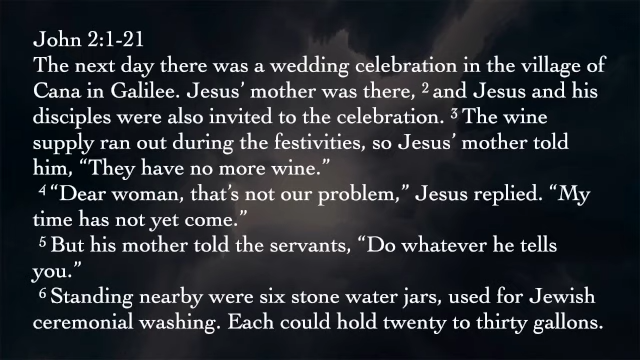 John 2:1-21
The next day there was a wedding celebration in the village of
Cana in Galilee. Jesus’ mother was there, ² and Jesus and his
disciples were also invited to the celebration. ³ The wine
supply ran out during the festivities, so Jesus’ mother told
him, “They have no more wine.”
⁴ “Dear woman, that’s not our problem,” Jesus replied. “My
time has not yet come.”
⁵ But his mother told the servants, “Do whatever he tells
you.”
⁶ Standing nearby were six stone water jars, used for Jewish
ceremonial washing. Each could hold twenty to thirty gallons.